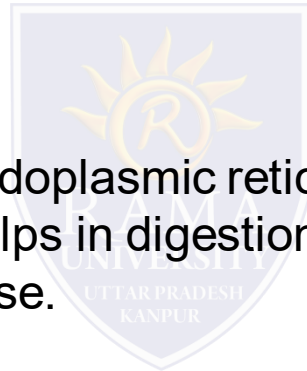 doplasmic retic
lps in digestion
se.
R
RAMA
UNIVERSITY
UTTAR PRADESH
KANPUR